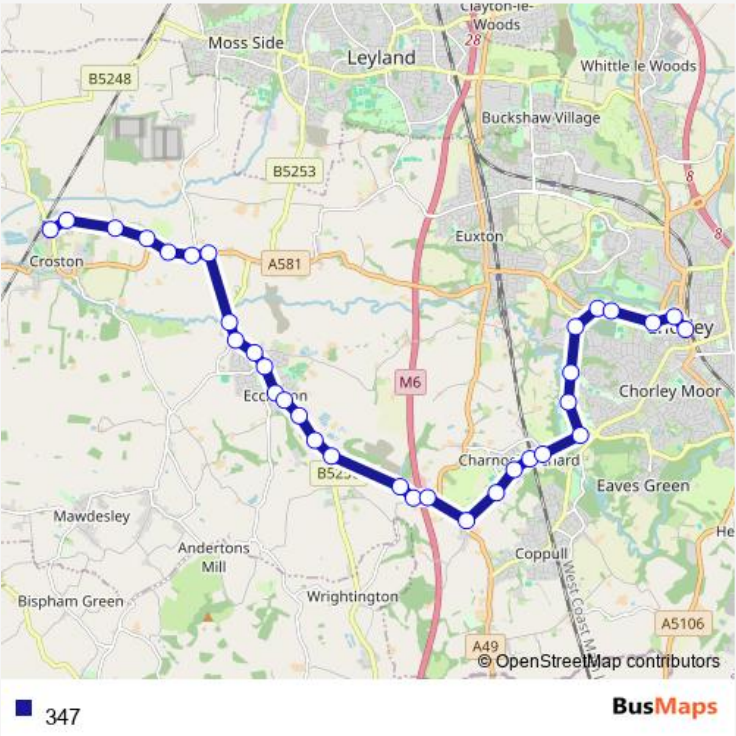 Clayton-le-
Woods
28
Moss Side
Leyland
Whittle le Woods
B5248
Buckshaw Village
B5253
8
Euxton
8
Croston
A581
M6
Chorley Moor
Eaves Green
Mawdesley
Andertons
Mill
Coppull
He
Bispham Green
Wrightington
West Coast M
A5106
A49
© OpenStreetMap contributors
347
BusMaps